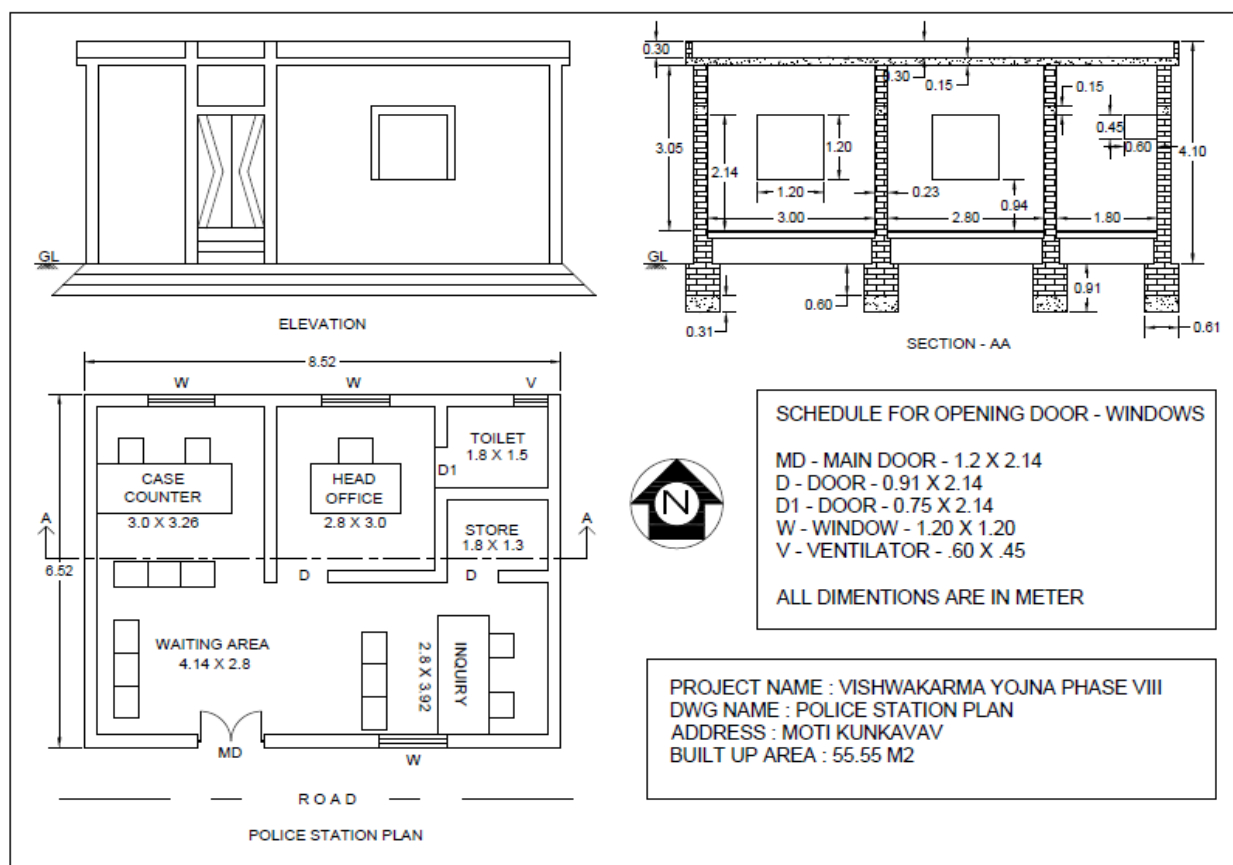 0.30
0.30
0.15
0.15
3.05
2.14
1.20
0.45
0.60
4.10
1.20
0.23
0.94
3.00
2.80
1.80
GL
GL
0.60
0.91
0.31
0.61
ELEVATION
SECTION - AA
8.52
W
W
V
TOILET
1.8 X 1.5
D1
CASE
COUNTER
3.0 X 3.26
HEAD
OFFICE
2.8 X 3.0
STORE
1.8 X 1.3
A
A
6.52
D
D
WAITING AREA
4.14 X 2.8
2.8 X 3.92
INQUIRY
MD
W
R O A D
POLICE STATION PLAN
N
SCHEDULE FOR OPENING DOOR - WINDOWS
MD - MAIN DOOR - 1.2 X 2.14
D - DOOR - 0.91 X 2.14
D1 - DOOR - 0.75 X 2.14
W - WINDOW - 1.20 X 1.20
V - VENTILATOR - .60 X .45
ALL DIMENTIONS ARE IN METER
PROJECT NAME : VISHWAKARMA YOJNA PHASE VIII
DWG NAME : POLICE STATION PLAN
ADDRESS : MOTI KUNKAVAV
BUILT UP AREA : 55.55 M2